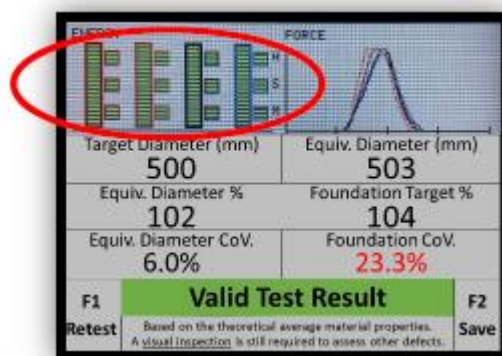 ENERGY
FORCE
H
S
M
Target Diameter (mm)
500
Equiv. Diameter (mm)
503
Equiv. Diameter %
102
Foundation Target %
104
Equiv. Diameter CoV.
6.0%
Foundation CoV.
23.3%
F1
Retest
Valid Test Result
Based on the theoretical average material properties.
A visual inspection is still required to assess other defects.
F2
Save